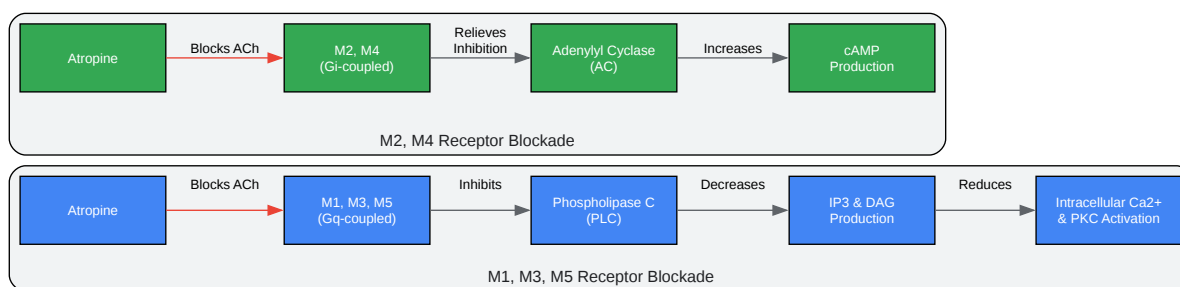 Atropine
Blocks ACh
M2, M4
(Gi-coupled)
Relieves
Inhibition
Adenylyl Cyclase
(AC)
Increases
cAMP
Production
M2, M4 Receptor Blockade
Atropine
Blocks ACh
M1, M3, M5
(Gq-coupled)
Inhibits
Phospholipase C
(PLC)
Decreases
IP3 & DAG
Production
Reduces
Intracellular Ca2+
& PKC Activation
M1, M3, M5 Receptor Blockade